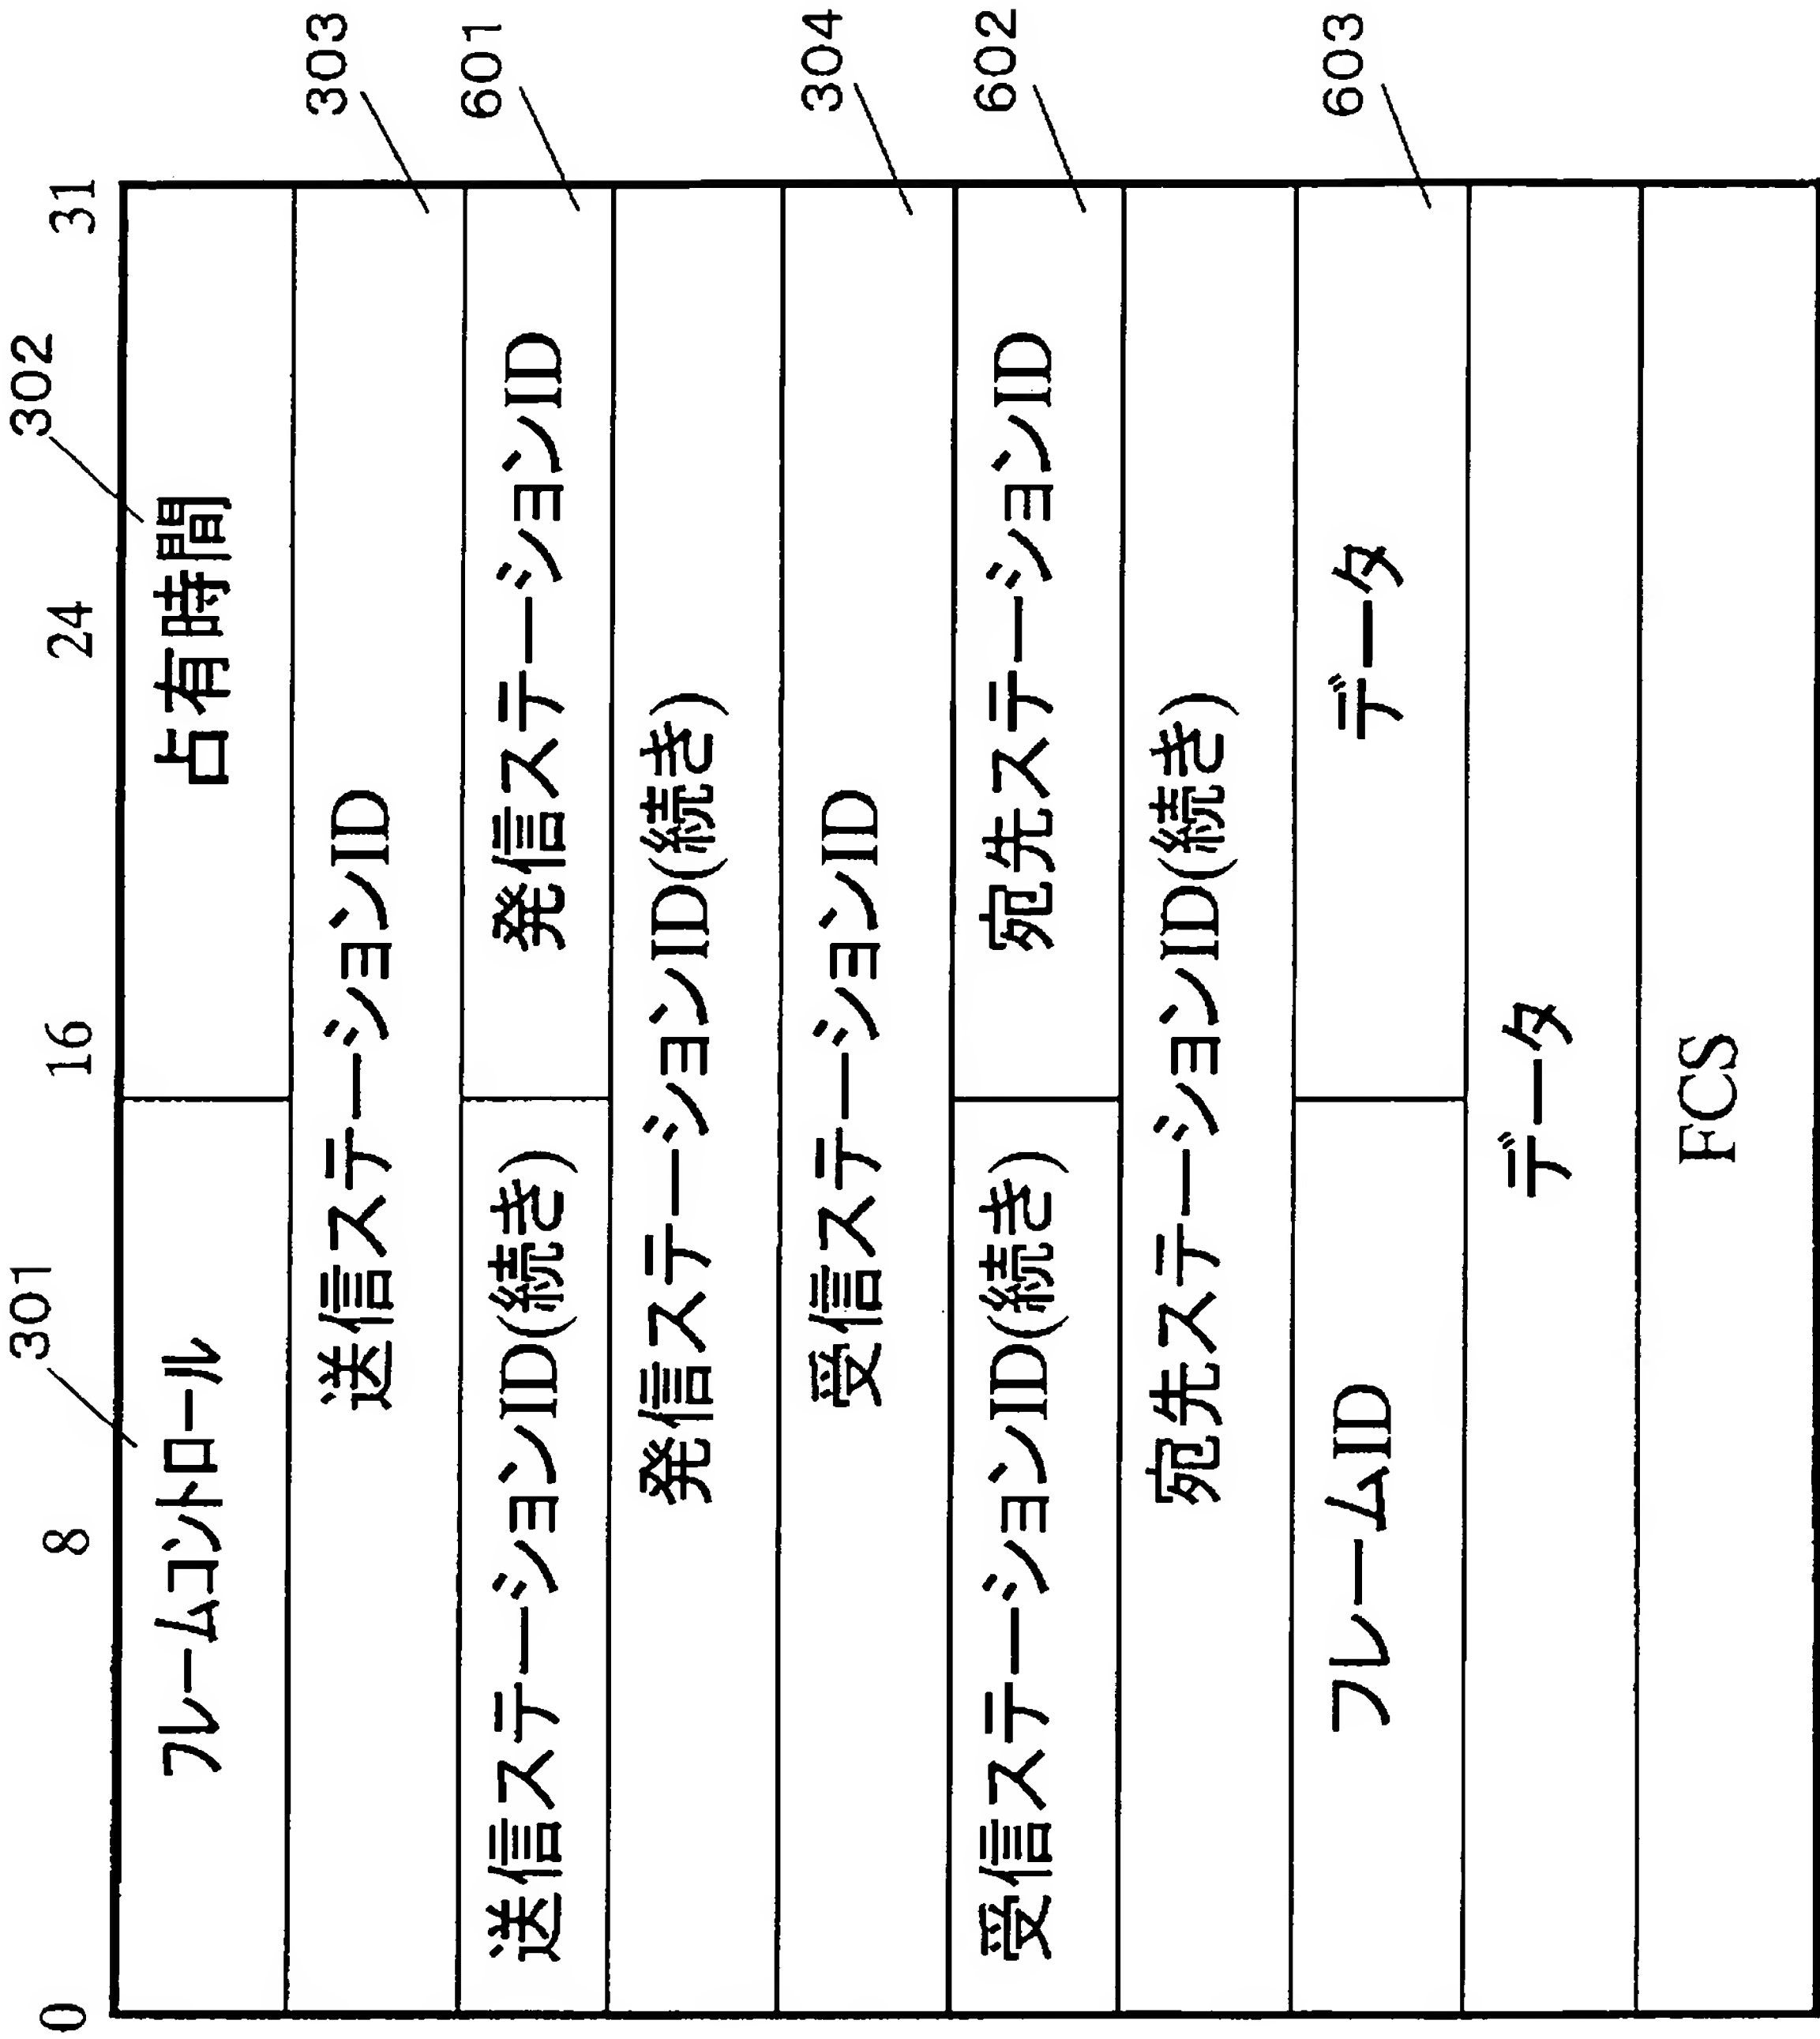 301
302
0 8 16 24 31
フレームコントロール 占有時間
送信ステーションID
303
送信ステーションID(続き) 発信ステーションID
601
発信ステーションID(続き)
受信ステーションID
304
受信ステーションID(続き) 宛先ステーションID
602
宛先ステーションID(続き)
フレームID データ
603
データ
FCS